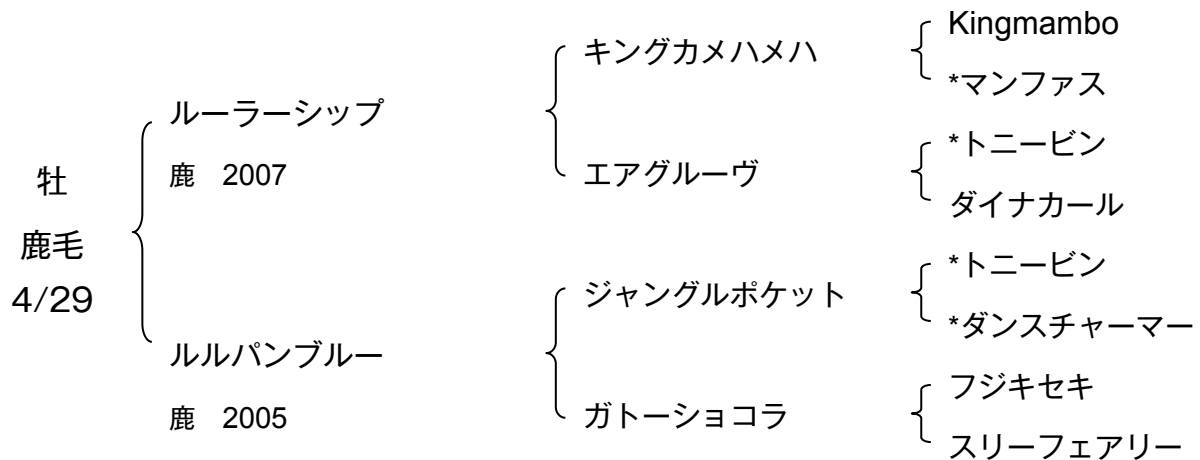 牡
鹿毛
4/29
ルーラーシップ
鹿 2007
ルルパンブルー
鹿 2005
キングカメハメハ
エアグルーヴ
ジャングルポケット
ガトーショコラ
Kingmambo
*マンファス
*トニービン
ダイナカール
*トニービン
*ダンスチャーマー
フジキセキ
スリーフェアリー